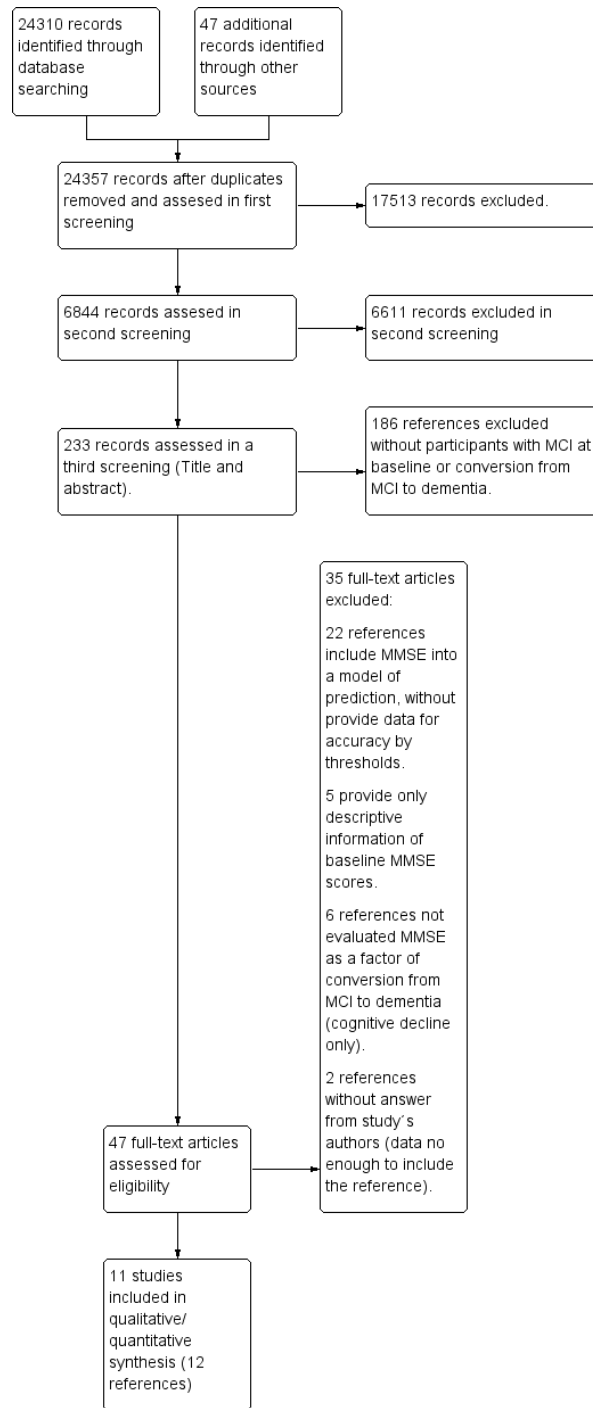 24310 records
identified through
database
searching
47 additional
records identified
through other
sources
24357 records after duplicates
removed and assesed in first
screening
17513 records excluded.
6844 records assesed in
second screening
6611 records excluded in
second screening
233 records assessed in a
third screening (Title and
abstract).
186 references excluded
without participants with MCI at
baseline or conversion from
MCI to dementia.
35 full-text articles
excluded:
22 references
include MMSE into
a model of
prediction, without
provide data for
accuracy by
thresholds.
5 provide only
descriptive
information of
baseline MMSE
scores.
6 references not
evaluated MMSE
as a factor of
conversion from
MCI to dementia
(cognitive decline
only).
2 references
without answer
from study´s
authors (data no
enough to include
the reference).
47 full-text articles
assessed for
eligibility
11 studies
included in
qualitative/
quantitative
synthesis (12
references)